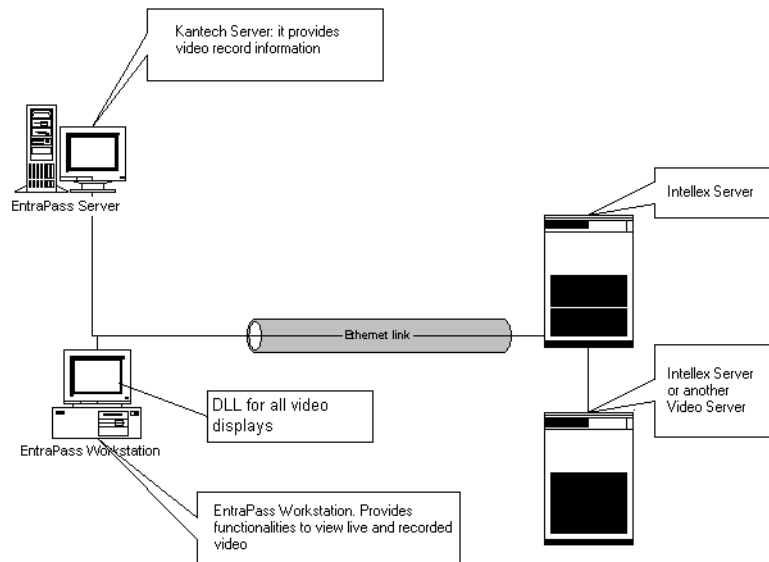 Kantech Server: it provides
video record information
EntraPass Server
Intellex Server
Ethernet link
Intellex Server
or another
Video Server
DLL for all video
displays
EntraPass Workstation
EntraPass Workstation. Provides
functionalities to view live and recorded
video